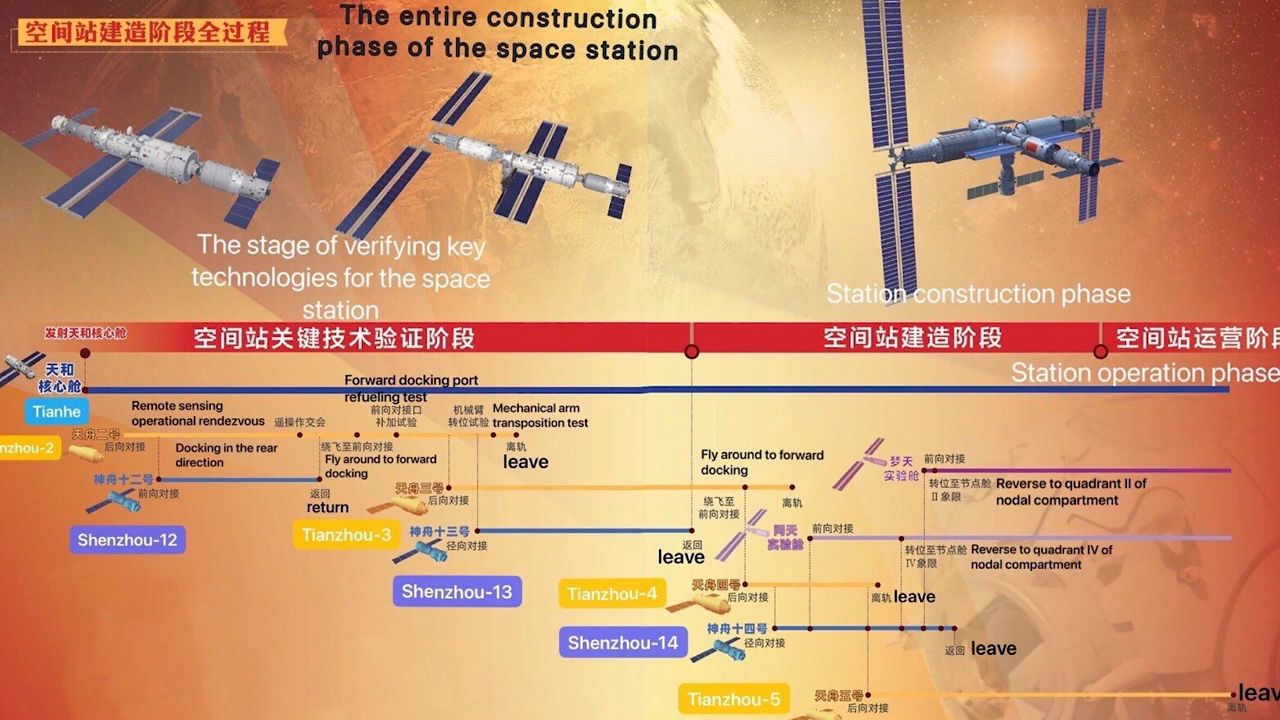 空间站建造阶段全过程
The entire construction
phase of the space station
The stage of verifying key
technologies for the space
station
Station construction phase
发射天和核心舱
空间站关键技术验证阶段
空间站建造阶段
空间站运营阶段
Station operation phase
天和
核心舱
Tianhe
Forward docking port
refueling test
Remote sensing
operational rendezvous
遥操作交会
前向对接口
补加试验
机械臂
转位试验
Mechanical arm
transposition test
天舟二号
nzhou-2
后向对接
Docking in the rear
direction
绕飞至前向对接
Fly around to forward
docking
离轨
leave
神舟十二号
前向对接
返回
return
Shenzhou-12
天舟三号
后向对接
Tianzhou-3
Fly around to forward
docking
绕飞至
前向对接
离轨
神舟十三号
径向对接
返回
leave
Shenzhou-13
梦天
实验舱
前向对接
转位至节点舱
II 象限
Reverse to quadrant II of
nodal compartment
问天
实验舱
前向对接
转位至节点舱
IV象限
Reverse to quadrant IV of
nodal compartment
Tianzhou-4
天舟四号
后向对接
离轨
leave
Shenzhou-14
神舟十四号
径向对接
返回
leave
Tianzhou-5
天舟五号
后向对接
leav
离轨